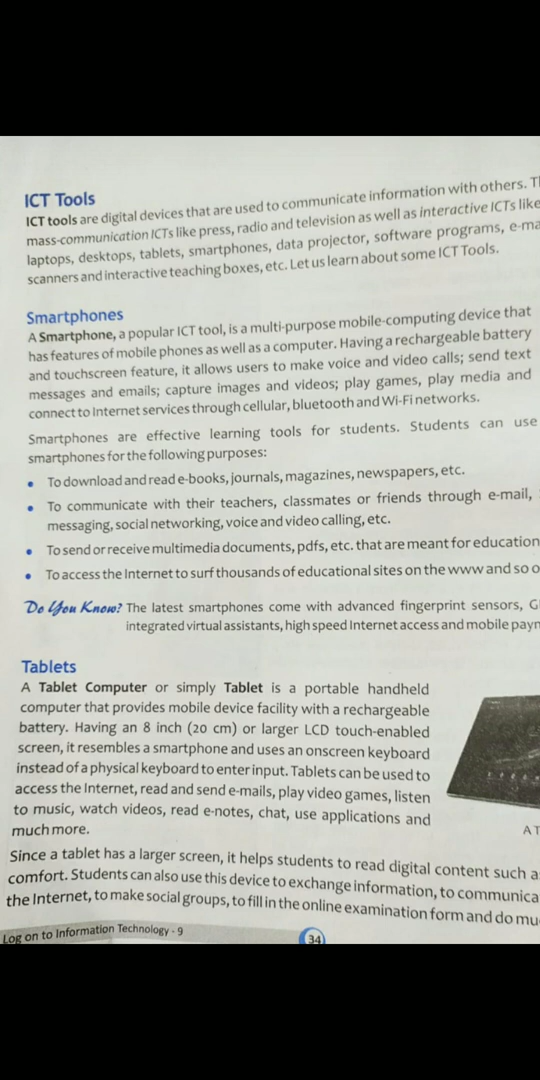 ICT Tools
ICT tools are digital devices that are used to communicate information with others.
mass-communication ICTs like press, radio and television as well as interactive ICTs like
laptops, desktops, tablets, smartphones, data projector, software programs,
scanners and interactive teaching boxes, etc. Let us learn about some ICT Tools.
Smartphones
A Smartphone, a popular ICT tool, is a multi-purpose mobile-computing device that
has features of mobile phones as well as a computer. Having a rechargeable battery
and touchscreen feature, it allows users to make voice and video calls; send text
messages and emails; capture images and videos; play games, play media and
connect to Internet services through cellular, bluetooth and Wi-Fi networks.
Smartphones are effective learning tools for students. Students can use
smartphones for the following purposes:
• To download and read e-books, journals, magazines, newspapers, etc.
• To communicate with their teachers, classmates or friends through e-mail,
messaging, social networking, voice and video calling, etc.
• To send or receive multimedia documents, pdfs, etc. that are meant for education
• To access the Internet to surf thousands of educational sites on the www and so
Do You Know? The latest smartphones come with advanced fingerprint sensors,
integrated virtual assistants, high speed Internet access and mobile
Tablets
A Tablet Computer or simply Tablet is a portable handheld
computer that provides mobile device facility with a rechargeable
battery. Having an 8 inch (20 cm) or larger LCD touch-enabled
screen, it resembles a smartphone and uses an onscreen keyboard
instead of a physical keyboard to enter input. Tablets can be used to
access the Internet, read and send e-mails, play video games, listen
to music, watch videos, read e-notes, chat, use applications and
much more.
A
Since a tablet has a larger screen, it helps students to read digital content such
comfort. Students can also use this device to exchange information, to
the Internet, to make social groups, to fill in the online examination form and do
Log on to Information Technology - 9
34